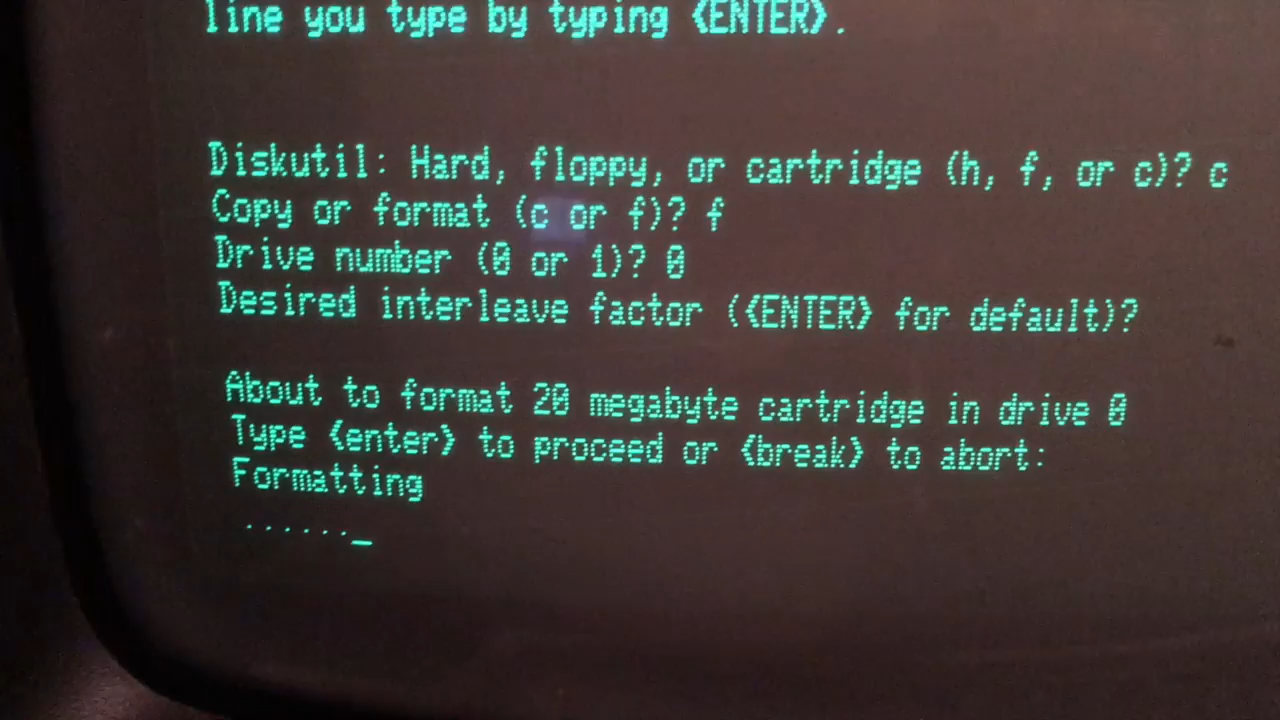 line you type by typing {ENTER}.
Diskutil: Hard, floppy, or cartridge (h, f, or c)? c
Copy or format (c or f)? f
Drive number (0 or 1)? 0
Desired interleave factor ({ENTER} for default)?
About to format 20 megabyte cartridge in drive 0
Type {enter} to proceed or {break} to abort:
Formatting
......_